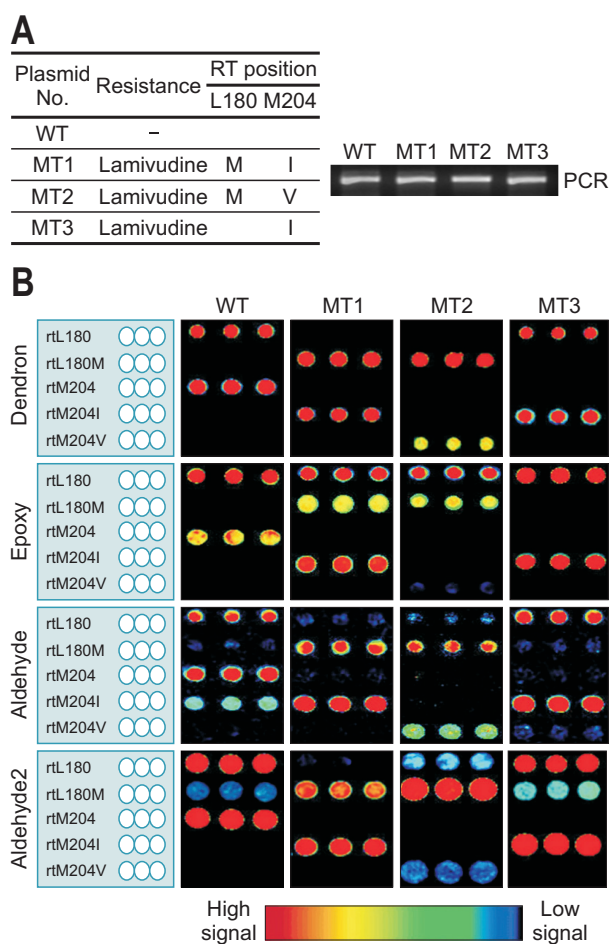 A
Plasmid No.
Resistance
RT position
L180 M204
WT –
MT1 Lamivudine M I
MT2 Lamivudine M V
MT3 Lamivudine I
WT MT1 MT2 MT3
PCR
B
WT MT1 MT2 MT3
Dendron
rtL180
rtL180M
rtM204
rtM204I
rtM204V
Epoxy
rtL180
rtL180M
rtM204
rtM204I
rtM204V
Aldehyde
rtL180
rtL180M
rtM204
rtM204I
rtM204V
Aldehyde2
rtL180
rtL180M
rtM204
rtM204I
rtM204V
High signal
Low signal